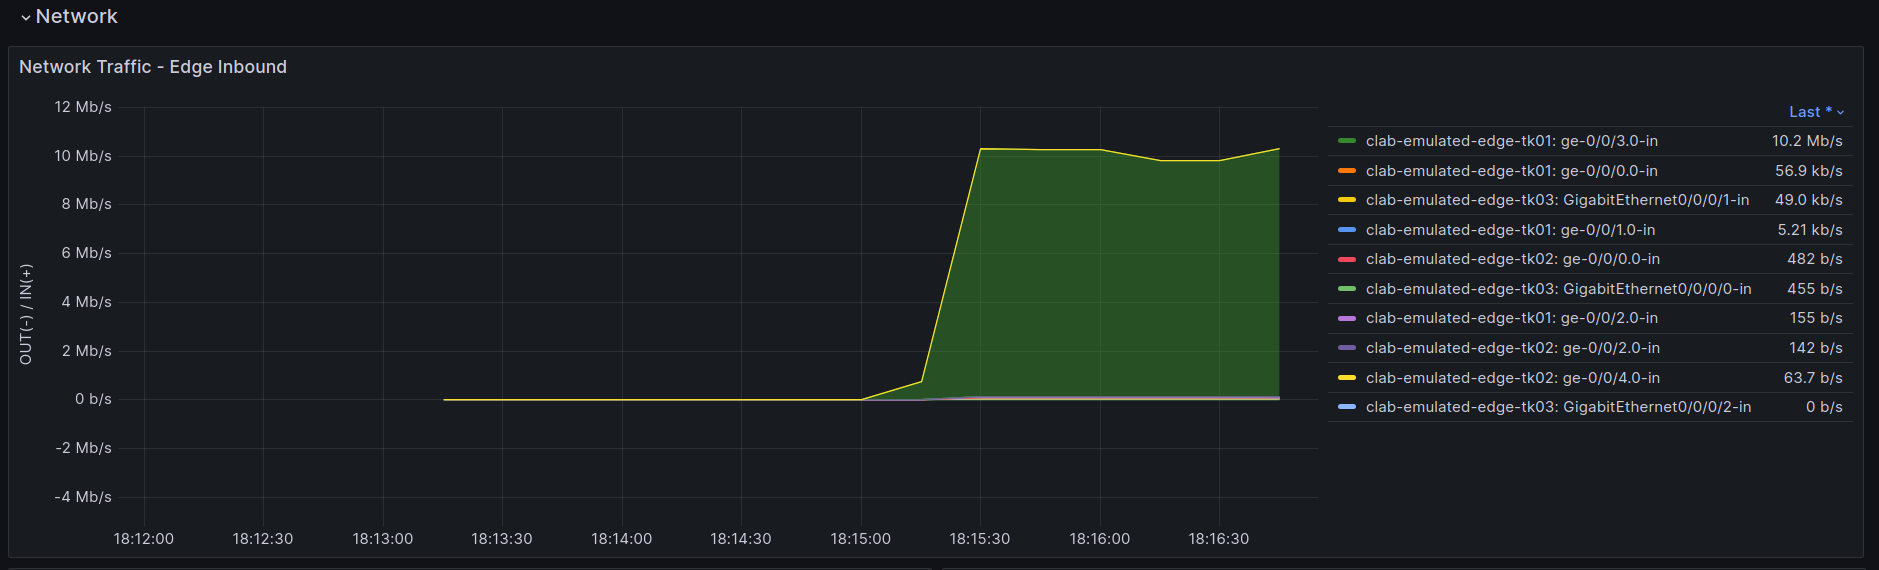 Network
Network Traffic - Edge Inbound
OUT(-) / IN(+)
12 Mb/s
10 Mb/s
8 Mb/s
6 Mb/s
4 Mb/s
2 Mb/s
0 b/s
-2 Mb/s
-4 Mb/s
18:12:00 18:12:30 18:13:00 18:13:30 18:14:00 18:14:30 18:15:00 18:15:30 18:16:00 18:16:30
Last *
clab-emulated-edge-tk01: ge-0/0/3.0-in 10.2 Mb/s
clab-emulated-edge-tk01: ge-0/0/0.0-in 56.9 kb/s
clab-emulated-edge-tk03: GigabitEthernet0/0/0/1-in 49.0 kb/s
clab-emulated-edge-tk01: ge-0/0/1.0-in 5.21 kb/s
clab-emulated-edge-tk02: ge-0/0/0.0-in 482 b/s
clab-emulated-edge-tk03: GigabitEthernet0/0/0/0-in 455 b/s
clab-emulated-edge-tk01: ge-0/0/2.0-in 155 b/s
clab-emulated-edge-tk02: ge-0/0/2.0-in 142 b/s
clab-emulated-edge-tk02: ge-0/0/4.0-in 63.7 b/s
clab-emulated-edge-tk03: GigabitEthernet0/0/0/2-in 0 b/s